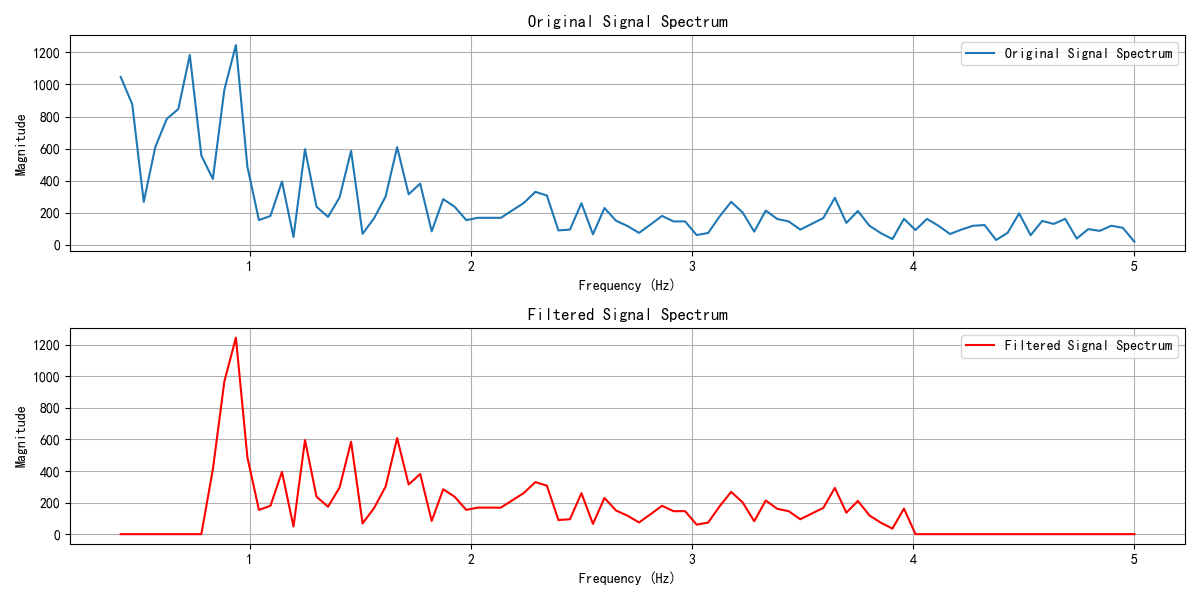 Original Signal Spectrum
Original Signal Spectrum
Magnitude
1200
1000
800
600
400
200
0
1 2 3 4 5
Frequency (Hz)
Filtered Signal Spectrum
Filtered Signal Spectrum
Magnitude
1200
1000
800
600
400
200
0
1 2 3 4 5
Frequency (Hz)